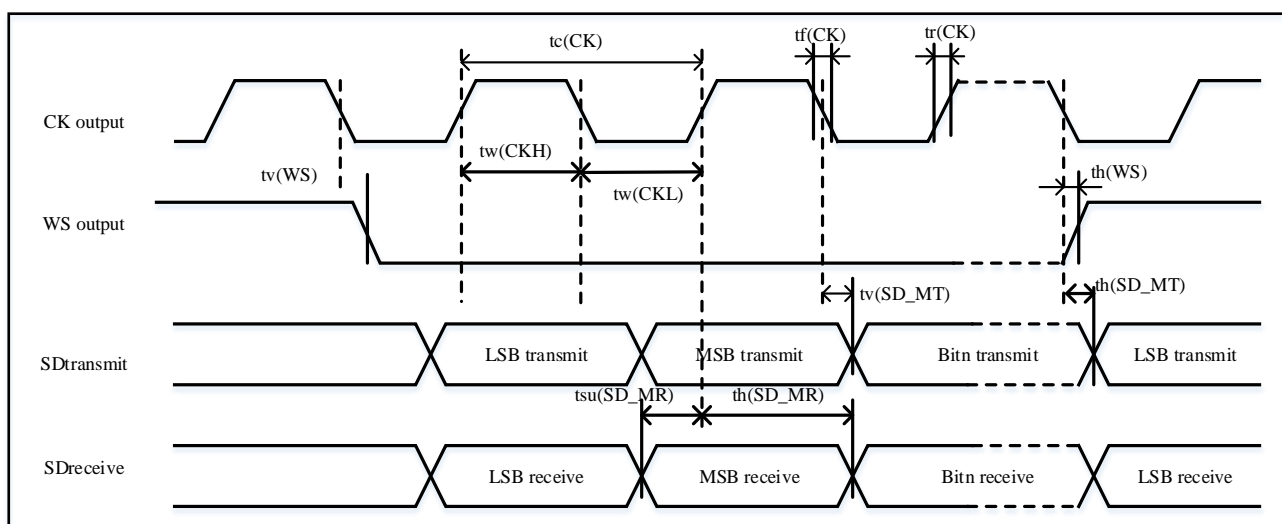 tc(CK)
tf(CK)
tr(CK)
CK output
tw(CKH)
tv(WS)
tw(CKL)
th(WS)
WS output
tv(SD_MT)
th(SD_MT)
SDtransmit
LSB transmit
MSB transmit
Bitn transmit
LSB transmit
tsu(SD_MR)
th(SD_MR)
SDreceive
LSB receive
MSB receive
Bitn receive
LSB receive